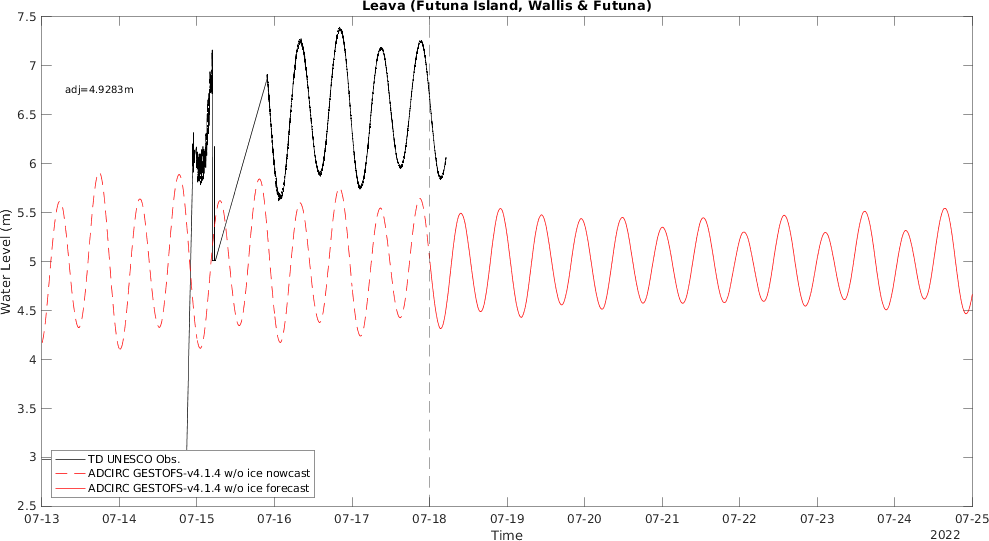 Leava (Futuna Island, Wallis & Futuna)
7.5
7
6.5
6
5.5
5
4.5
4
3.5
3
2.5
Water Level (m)
adj=4.9283m
TD UNESCO Obs.
ADCIRC GESTOFS-v4.1.4 w/o ice nowcast
ADCIRC GESTOFS-v4.1.4 w/o ice forecast
07-13 07-14 07-15 07-16 07-17 07-18 07-19 07-20 07-21 07-22 07-23 07-24 07-25
Time
2022